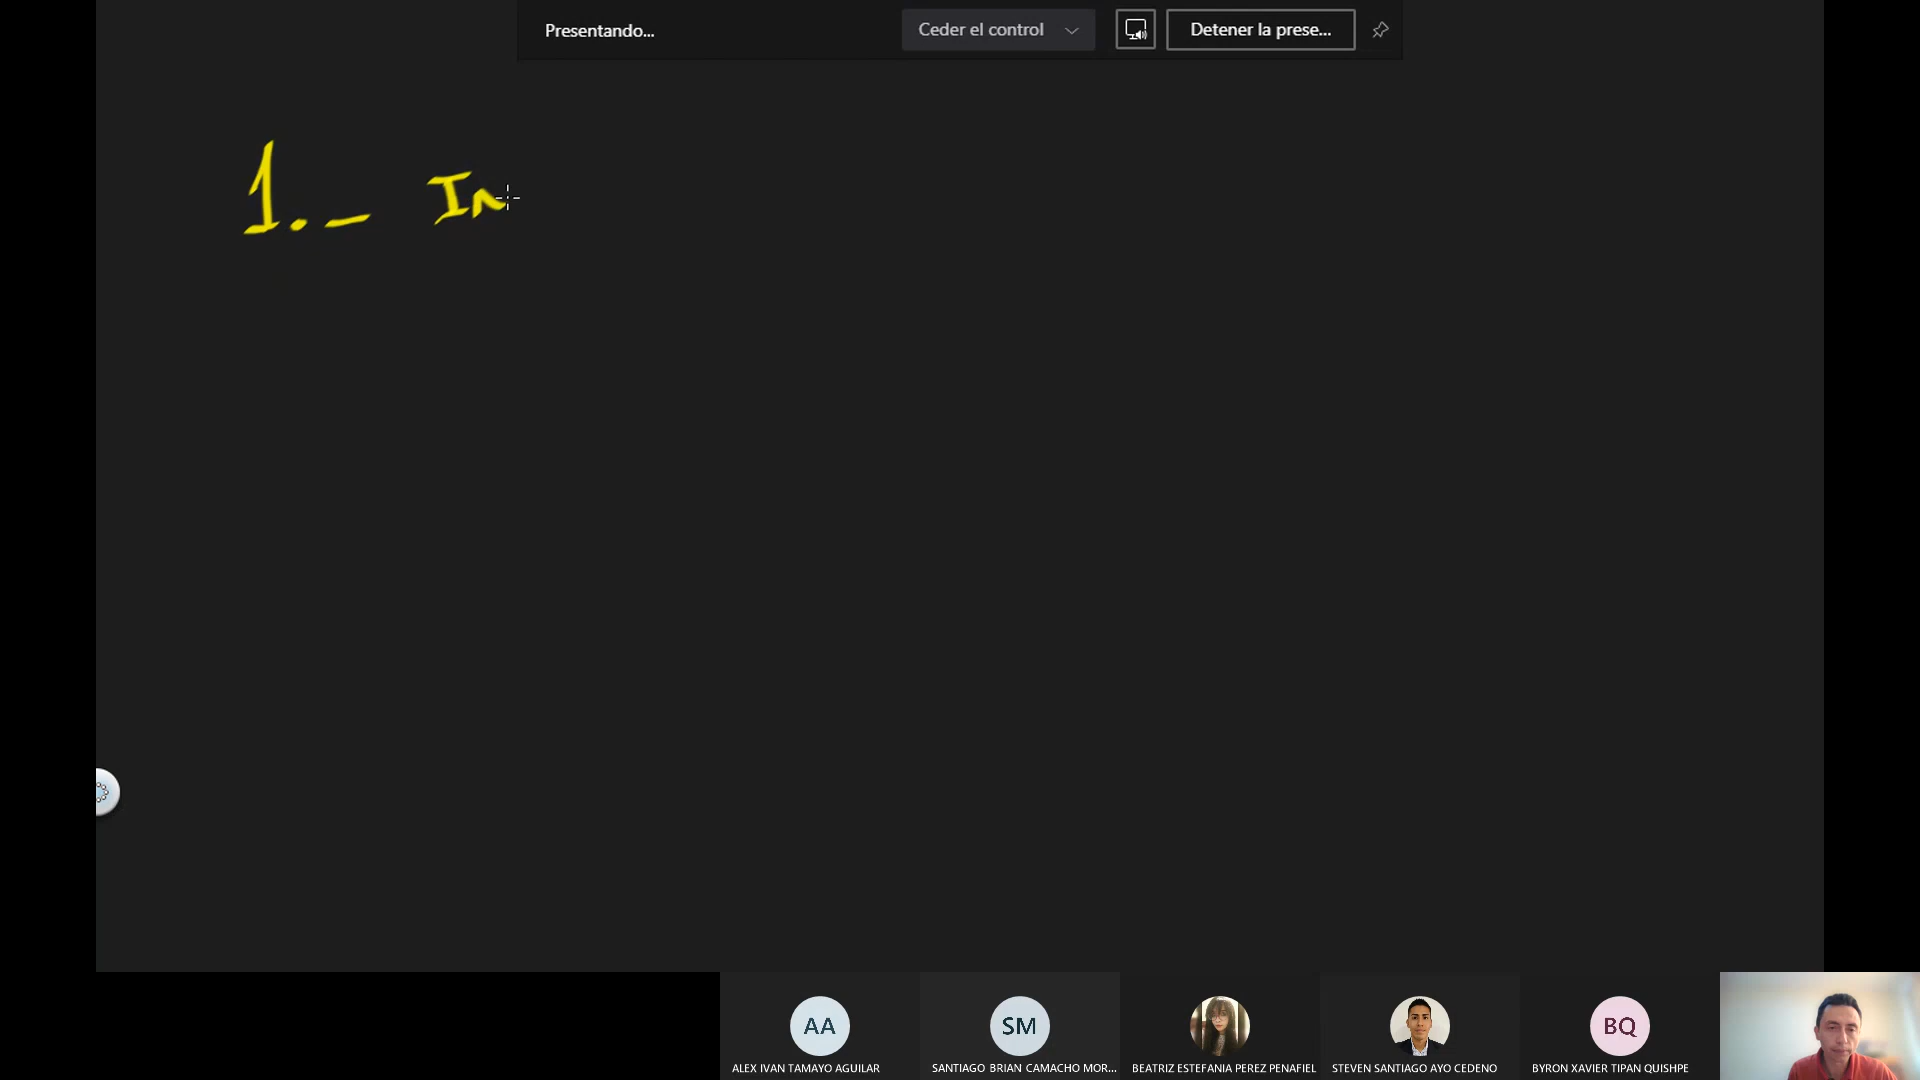 Presentando...
Ceder el control
Detener la prese...
1._ In
AA
SM
BQ
ALEX IVAN TAMAYO AGUILAR
SANTIAGO BRIAN CAMACHO MOR...
BEATRIZ ESTEFANIA PEREZ PENAFIEL
STEVEN SANTIAGO AYO CEDENO
BYRON XAVIER TIPAN QUISHPE